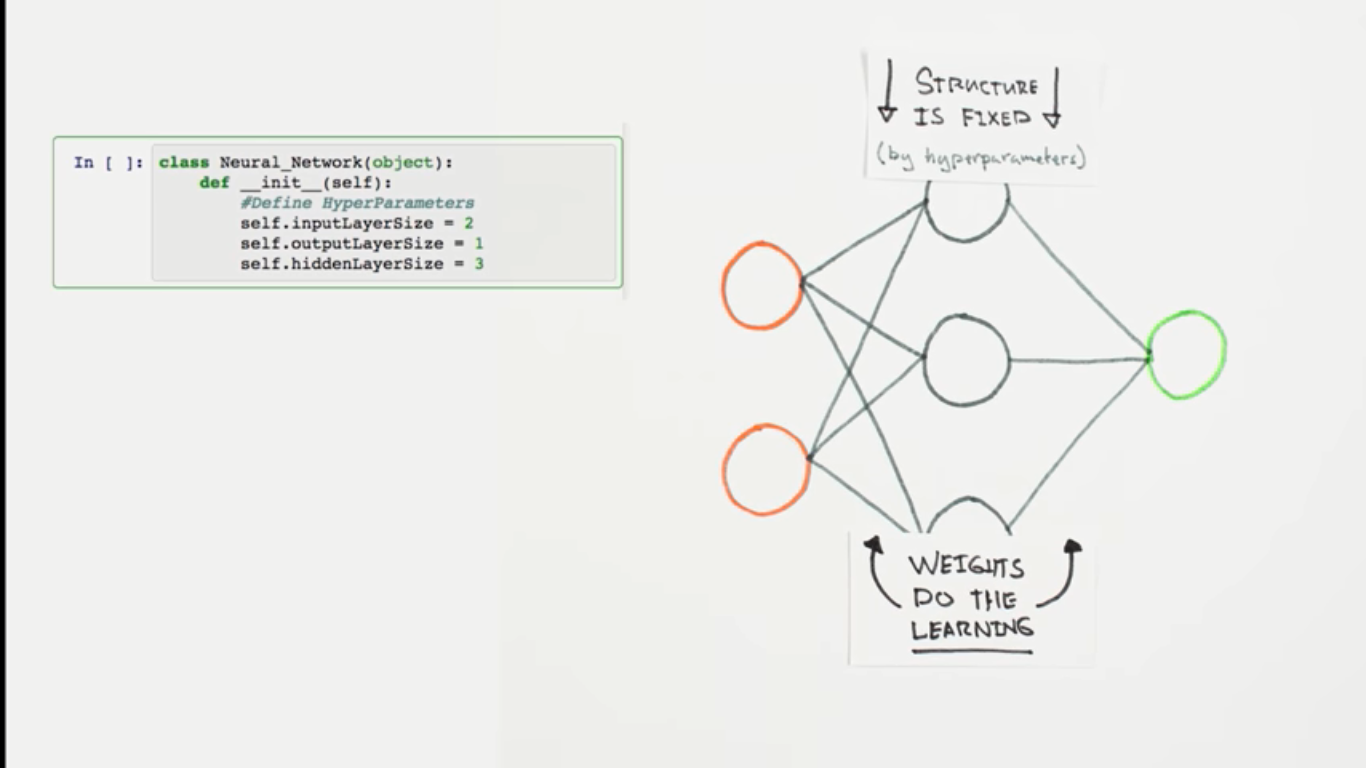 In [ ]: class Neural_Network(object):
def __init__(self):
#Define HyperParameters
self.inputLayerSize = 2
self.outputLayerSize = 1
self.hiddenLayerSize = 3
STRUCTURE
IS FIXED
(by hyperparameters)
WEIGHTS
DO THE
LEARNING